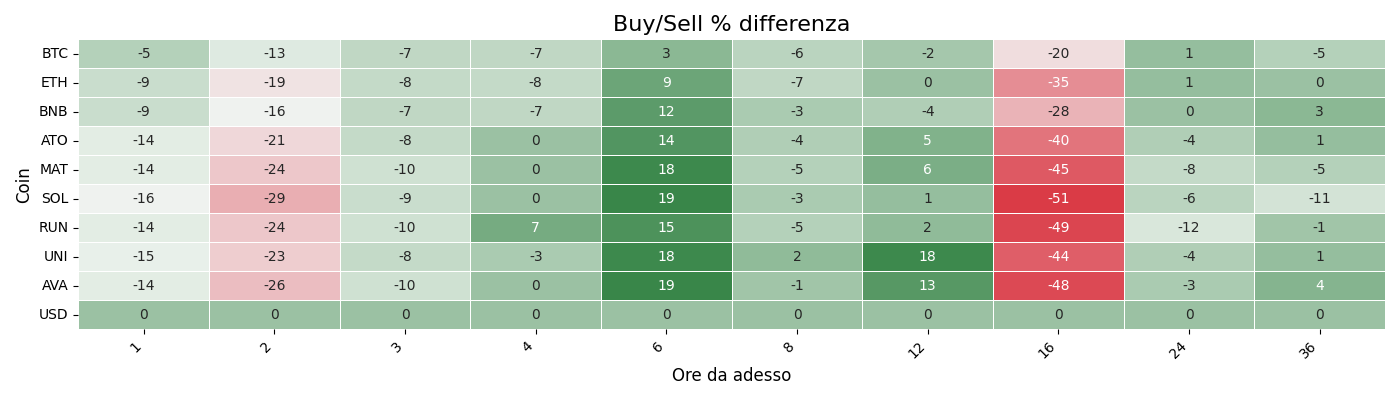 Buy/Sell % differenza
BTC -5 -13 -7 -7 3 -6 -2 -20 1 -5
ETH -9 -19 -8 -8 9 -7 0 -35 1 0
BNB -9 -16 -7 -7 12 -3 -4 -28 0 3
ATO -14 -21 -8 0 14 -4 5 -40 -4 1
MAT -14 -24 -10 0 18 -5 6 -45 -8 -5
SOL -16 -29 -9 0 19 -3 1 -51 -6 -11
RUN -14 -24 -10 7 15 -5 2 -49 -12 -1
UNI -15 -23 -8 -3 18 2 18 -44 -4 1
AVA -14 -26 -10 0 19 -1 13 -48 -3 4
USD 0 0 0 0 0 0 0 0 0 0
1 2 3 4 6 8 12 16 24 36
Coin
Ore da adesso